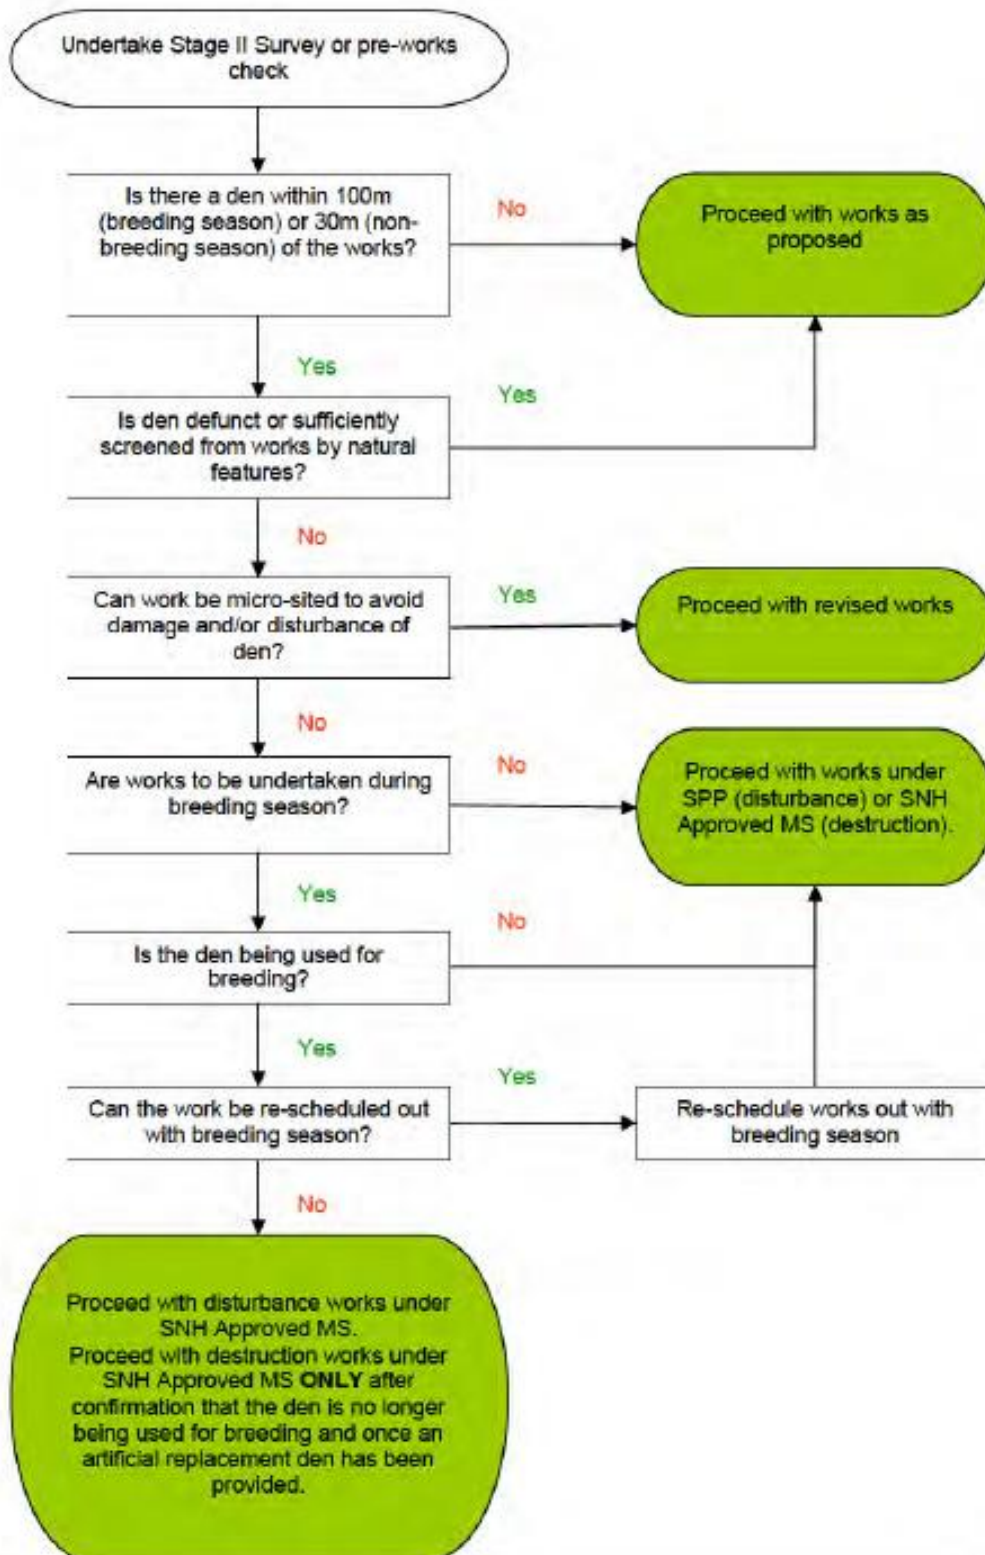 Undertake Stage II Survey or pre-works
check
Is there a den within 100m
(breeding season) or 30m (non-
breeding season) of the works?
No
Proceed with works as
proposed
Yes
Is den defunct or sufficiently
screened from works by natural
features?
Yes
No
Can work be micro-sited to avoid
damage and/or disturbance of
den?
Yes
Proceed with revised works
No
Are works to be undertaken during
breeding season?
No
Proceed with works under
SPP (disturbance) or SNH
Approved MS (destruction).
Yes
Is the den being used for
breeding?
No
Yes
Can the work be re-scheduled out
with breeding season?
Yes
Re-schedule works out with
breeding season
No
Proceed with disturbance works under
SNH Approved MS.
Proceed with destruction works under
SNH Approved MS ONLY after
confirmation that the den is no longer
being used for breeding and once an
artificial replacement den has been
provided.